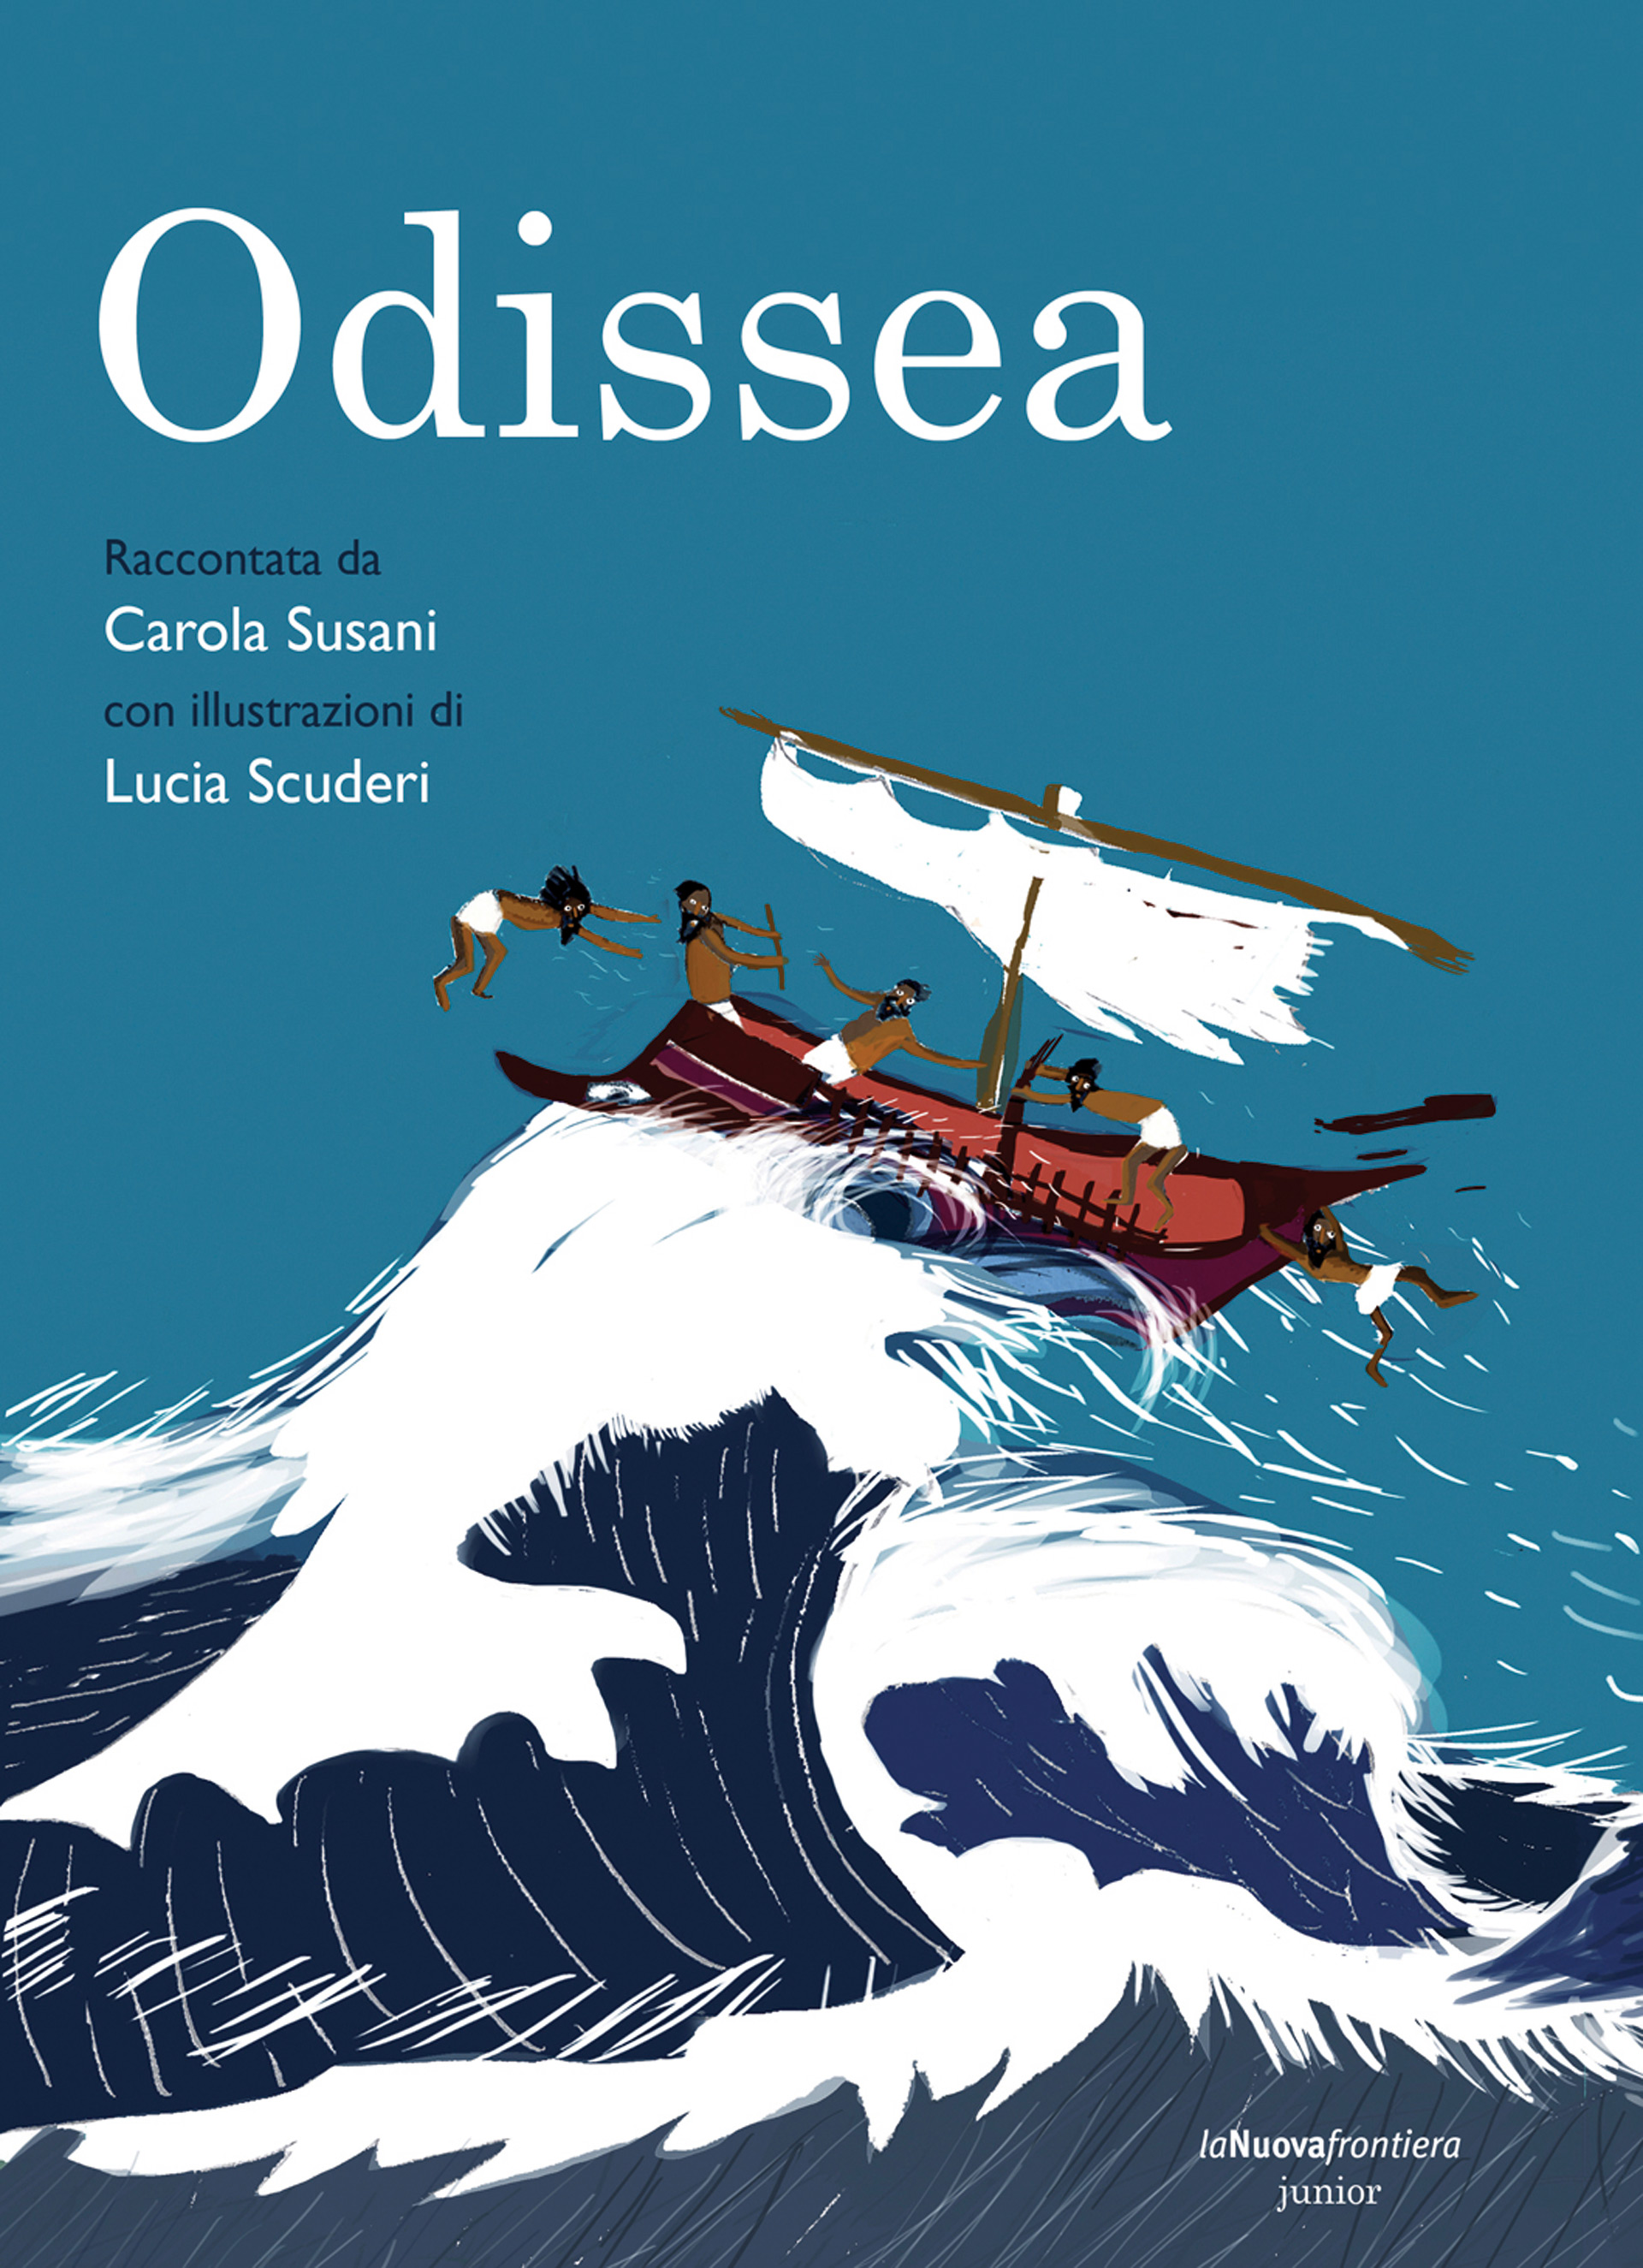 Odissea
Raccontata da
Carola Susani
con illustrazioni di
Lucia Scuderi
laNuovafrontiera
junior